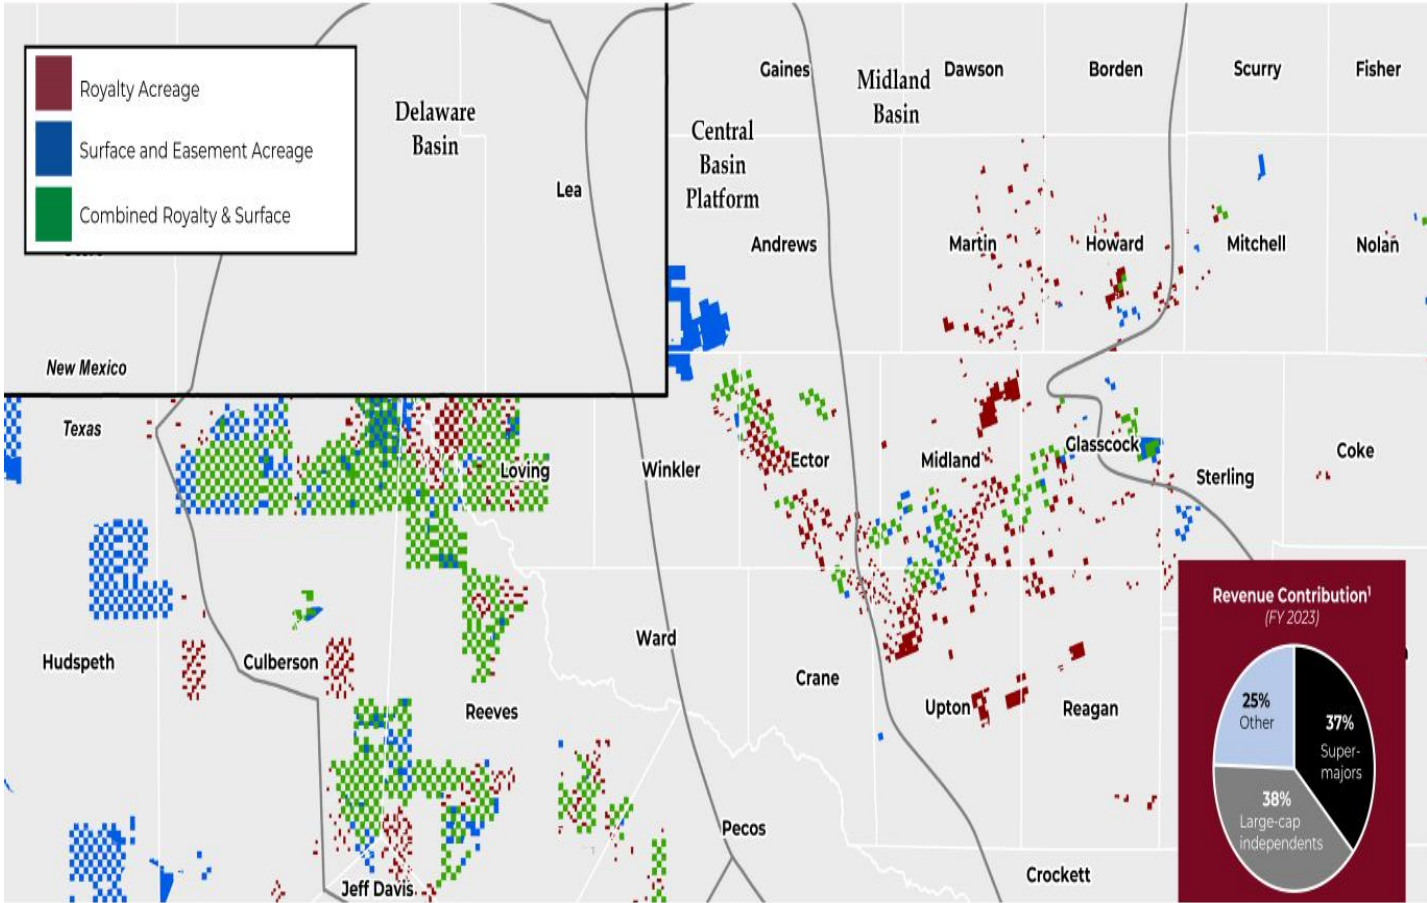 Royalty Acreage
Surface and Easement Acreage
Combined Royalty & Surface
Delaware
Basin
Lea
New Mexico
Texas
Gaines
Midland
Basin
Dawson
Borden
Scurry
Fisher
Central
Basin
Platform
Andrews
Martin
Howard
Mitchell
Nolan
Loving
Winkler
Ector
Midland
Glasscock
Sterling
Coke
Hudspeth
Culberson
Reeves
Ward
Crane
Upton
Reagan
Jeff Davis
Pecos
Crockett
Revenue Contribution¹
(FY 2023)
25%
Other
37%
Super-
majors
38%
Large-cap
independents